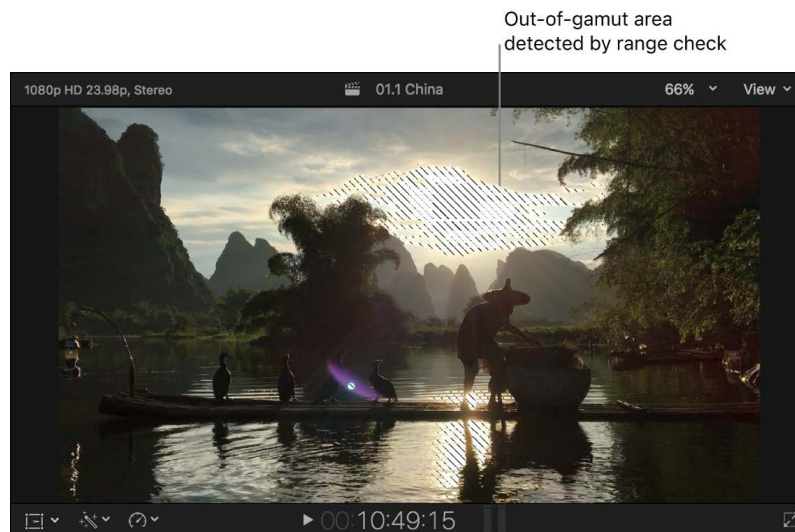 Out-of-gamut area
detected by range check
1080p HD 23.98p, Stereo
01.1 China
66%
View
00:10:49:15